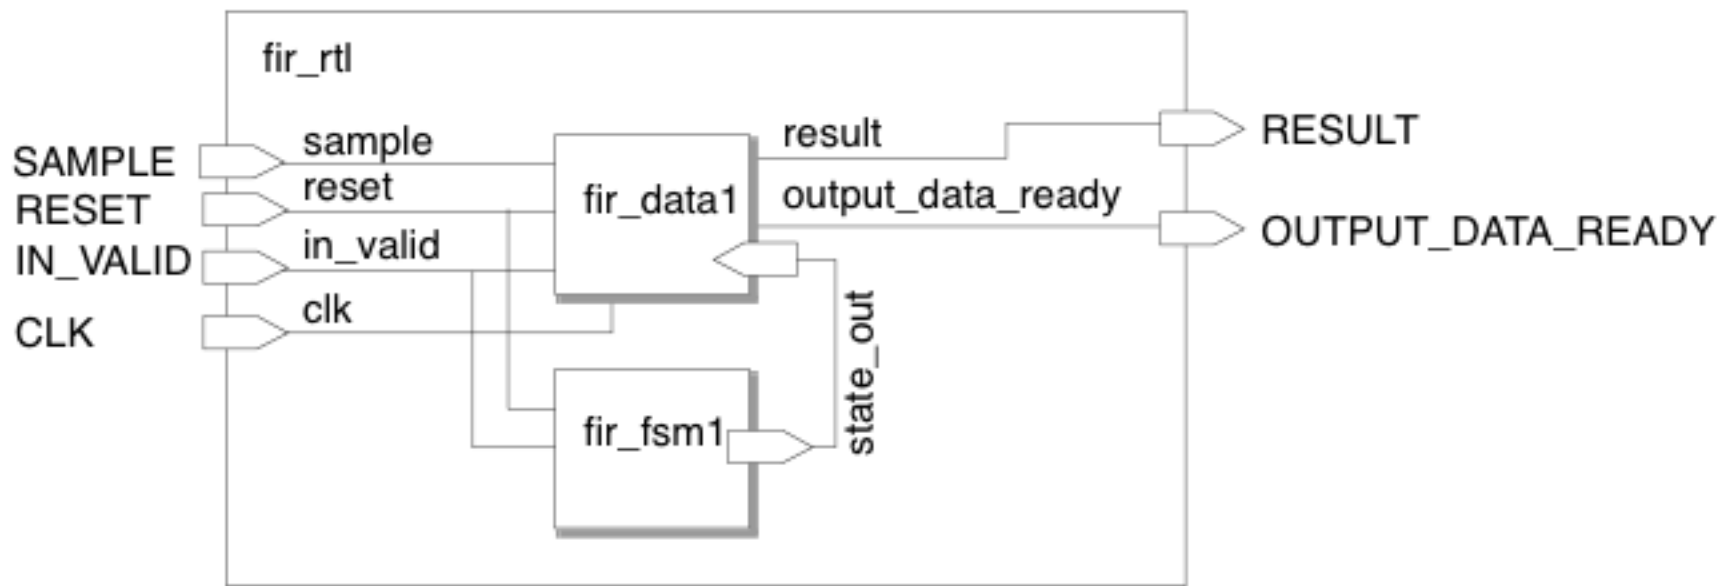 fir_rtl
SAMPLE
sample
RESET
reset
IN_VALID
in_valid
CLK
clk
fir_data1
result
RESULT
output_data_ready
OUTPUT_DATA_READY
fir_fsm1
state_out